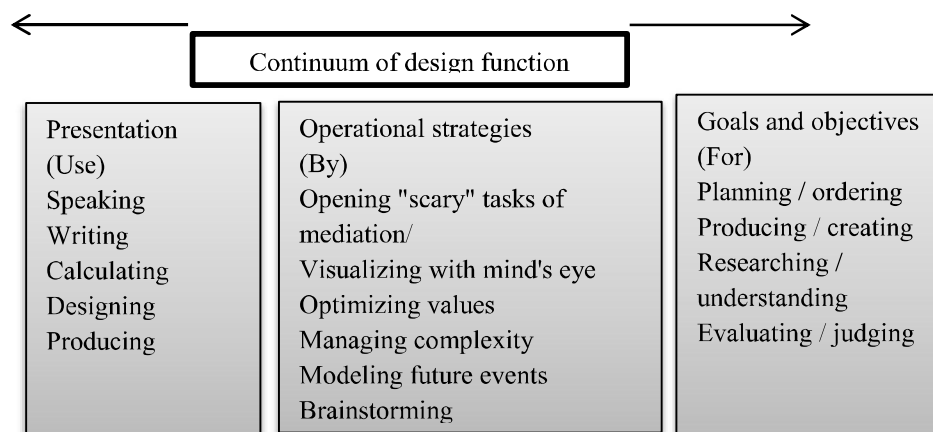 Continuum of design function
Presentation
(Use)
Speaking
Writing
Calculating
Designing
Producing
Operational strategies
(By)
Opening "scary" tasks of
mediation/
Visualizing with mind's eye
Optimizing values
Managing complexity
Modeling future events
Brainstorming
Goals and objectives
(For)
Planning / ordering
Producing / creating
Researching /
understanding
Evaluating / judging